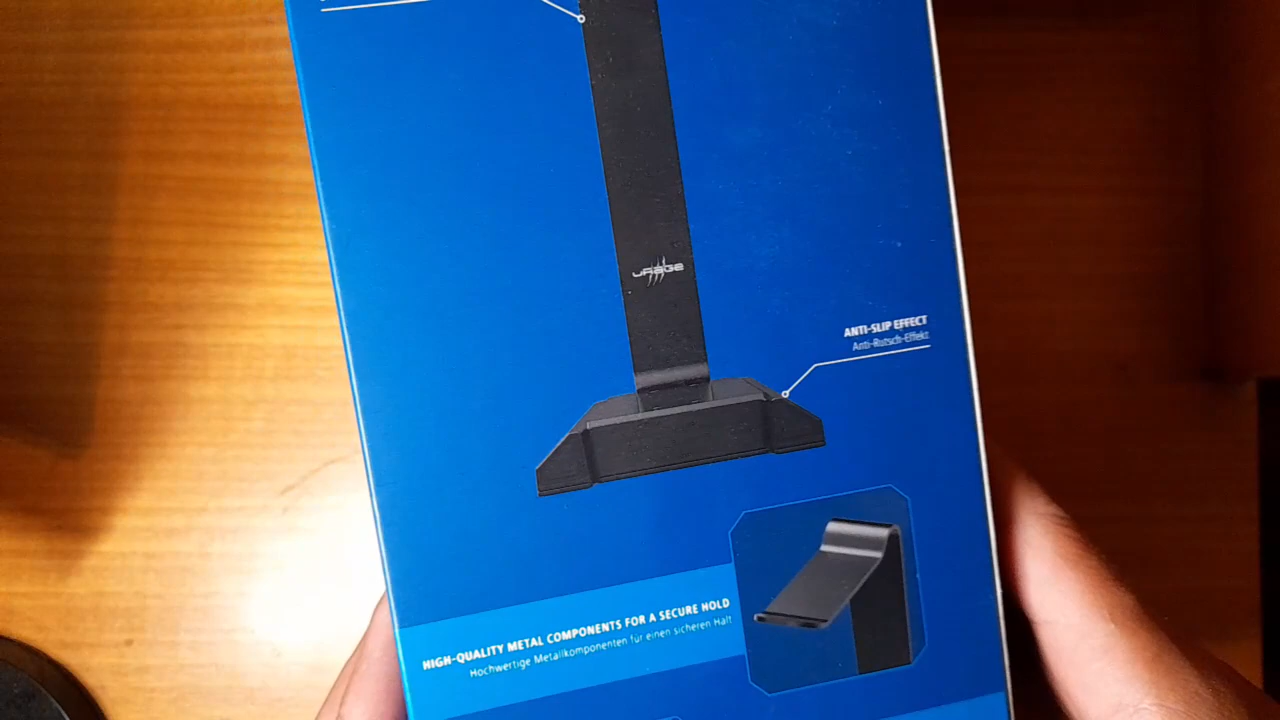 uRAGE
ANTI-SLIP EFFECT
Anti-Rutsch-Effekt
HIGH-QUALITY METAL COMPONENTS FOR A SECURE HOLD
Hochwertige Metallkomponenten für einen sicheren Halt